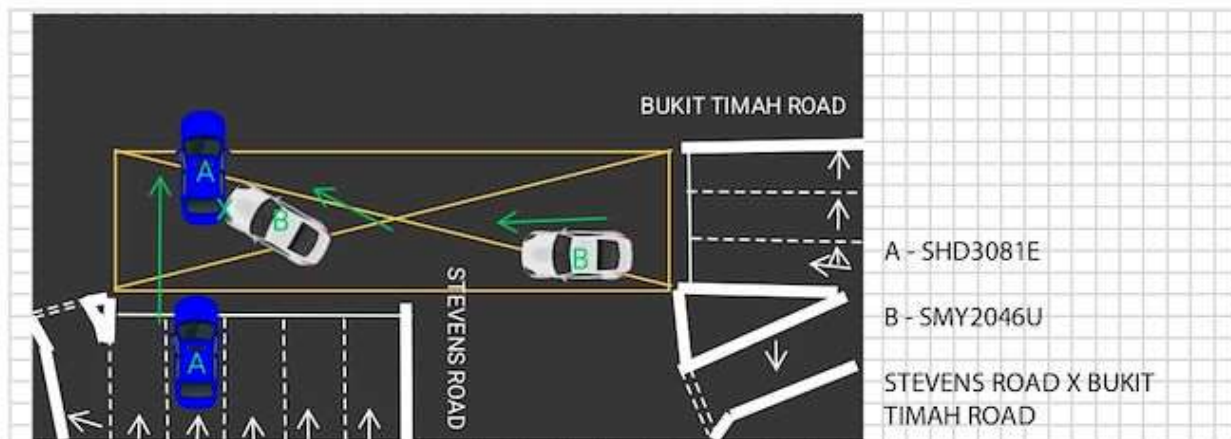 BUKIT TIMAH ROAD
A
X
B
B
A
STEVENS ROAD
A - SHD3081E
B - SMY2046U
STEVENS ROAD X BUKIT
TIMAH ROAD